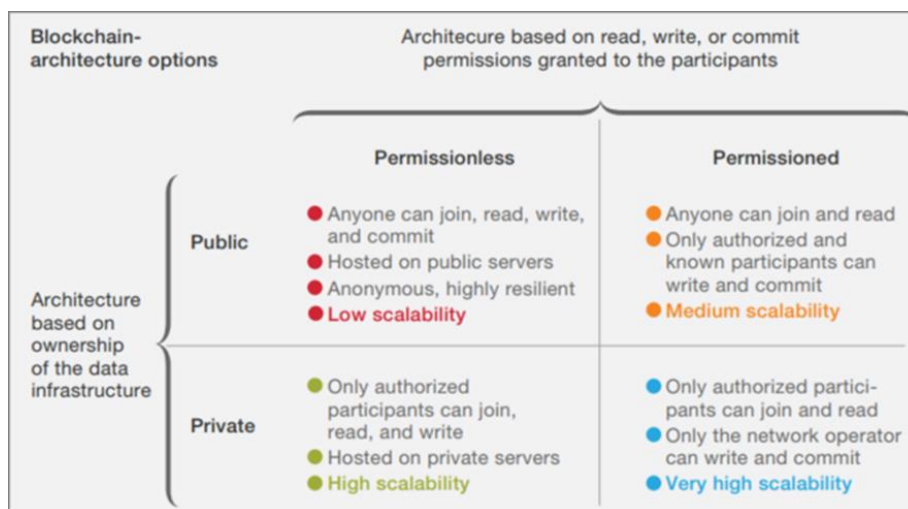 Blockchain-
architecture options
Architecure based on read, write, or commit
permissions granted to the participants
Permissionless
Permissioned
Architecture
based on
ownership
of the data
infrastructure
Public
Anyone can join, read, write,
and commit
Hosted on public servers
Anonymous, highly resilient
Low scalability
Anyone can join and read
Only authorized and
known participants can
write and commit
Medium scalability
Private
Only authorized
participants can join,
read, and write
Hosted on private servers
High scalability
Only authorized partici-
pants can join and read
Only the network operator
can write and commit
Very high scalability